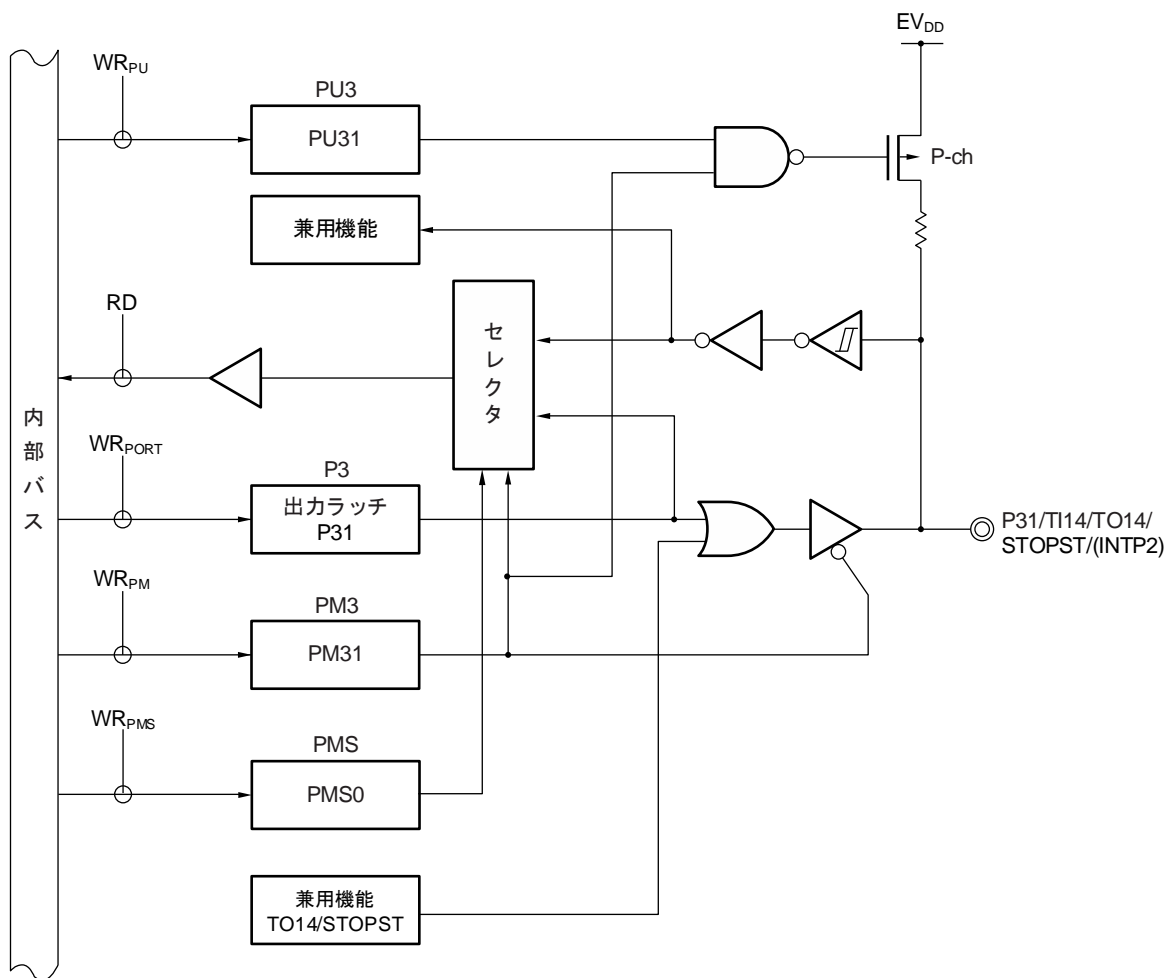 EVDD
WRPU
PU3
PU31
P-ch
兼用機能
RD
セレクタ
内部バス
WRPORT
P3
出力ラッチ
P31
P31/TI14/TO14/
STOPST/(INTP2)
WRPM
PM3
PM31
WRPMS
PMS
PMS0
兼用機能
TO14/STOPST